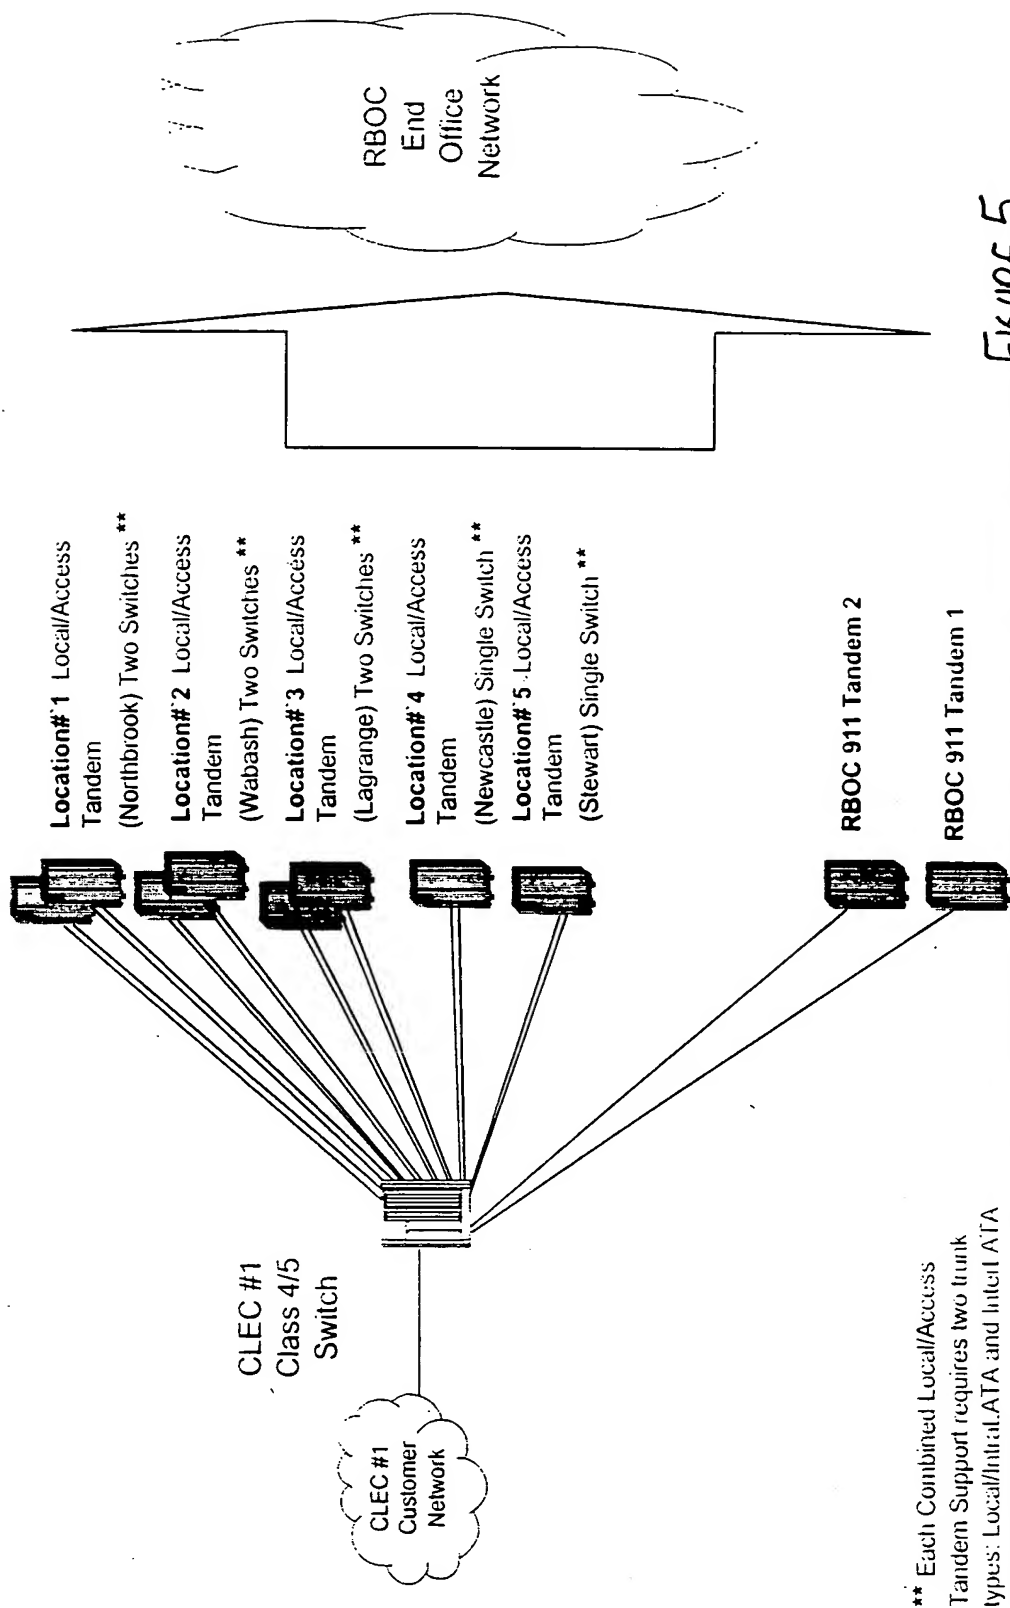 CLEC #1
Customer
Network
CLEC #1
Class 4/5
Switch
Location# 1 Local/Access
Tandem
(Northbrook) Two Switches **
Location# 2 Local/Access
Tandem
(Wabash) Two Switches **
Location# 3 Local/Access
Tandem
(Lagrange) Two Switches **
Location# 4 Local/Access
Tandem
(Newcastle) Single Switch **
Location# 5 Local/Access
Tandem
(Stewart) Single Switch **
RBOC 911 Tandem 2
RBOC 911 Tandem 1
RBOC
End
Office
Network
** Each Combined Local/Access
Tandem Support requires two trunk
types: Local/IntraLATA and InterLATA
FIGURE 5